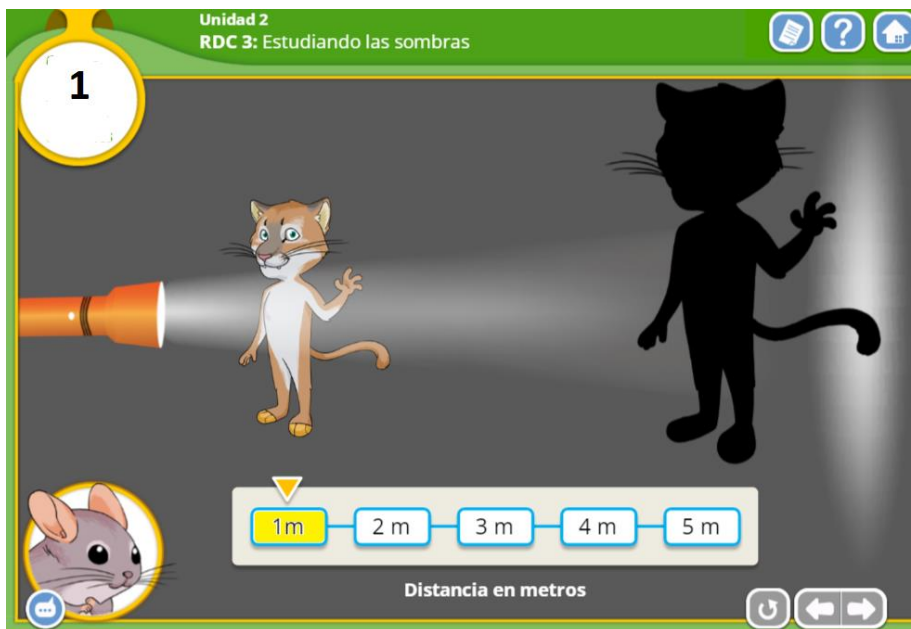 Unidad 2
RDC 3: Estudiando las sombras
?
1
1m 2 m 3 m 4 m 5 m
Distancia en metros